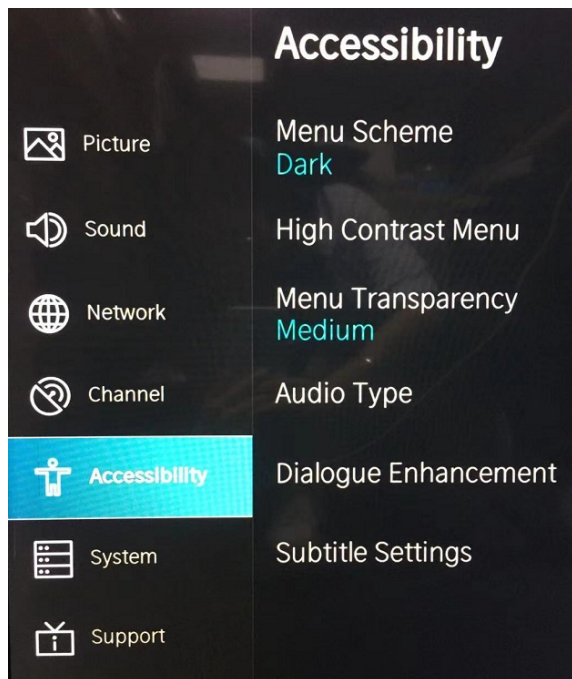 Picture
Sound
Network
Channel
Accessibility
System
Support
Accessibility
Menu Scheme
Dark
High Contrast Menu
Menu Transparency
Medium
Audio Type
Dialogue Enhancement
Subtitle Settings